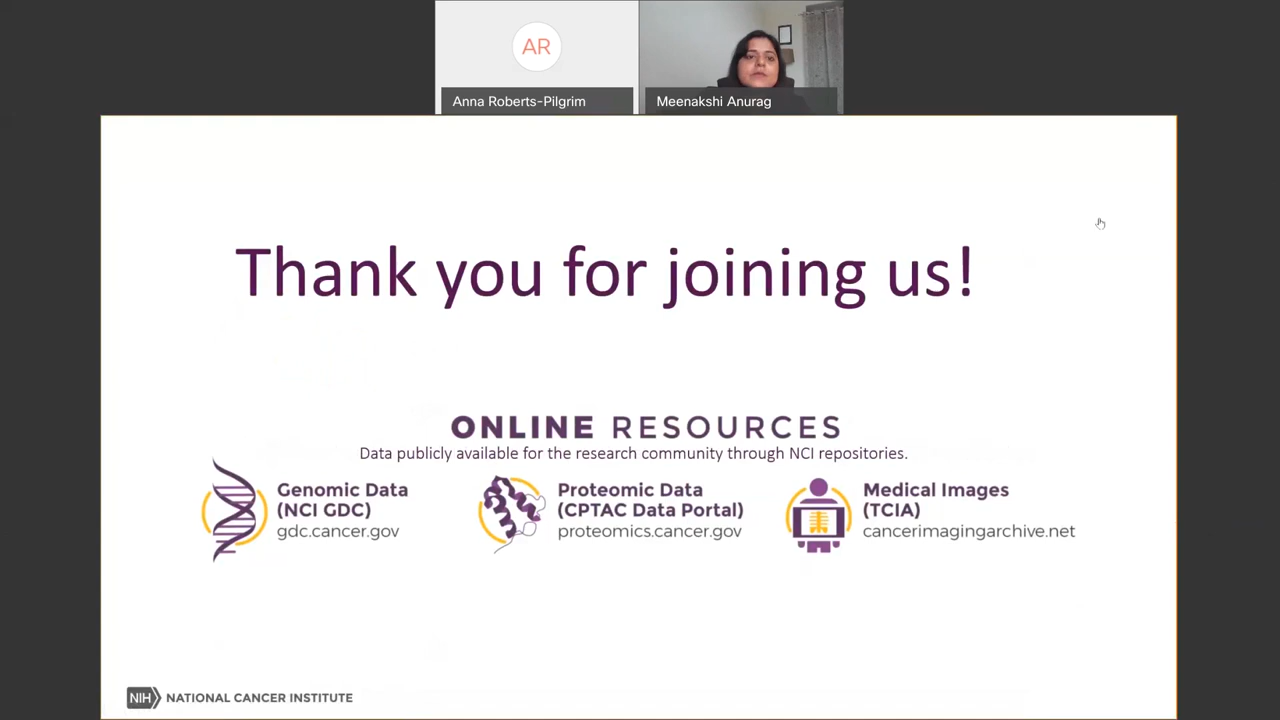 AR
Anna Roberts-Pilgrim
Meenakshi Anurag
Thank you for joining us!
ONLINE RESOURCES
Data publicly available for the research community through NCI repositories.
Genomic Data
(NCI GDC)
gdc.cancer.gov
Proteomic Data
(CPTAC Data Portal)
proteomics.cancer.gov
Medical Images
(TCIA)
cancerimagingarchive.net
NIH NATIONAL CANCER INSTITUTE